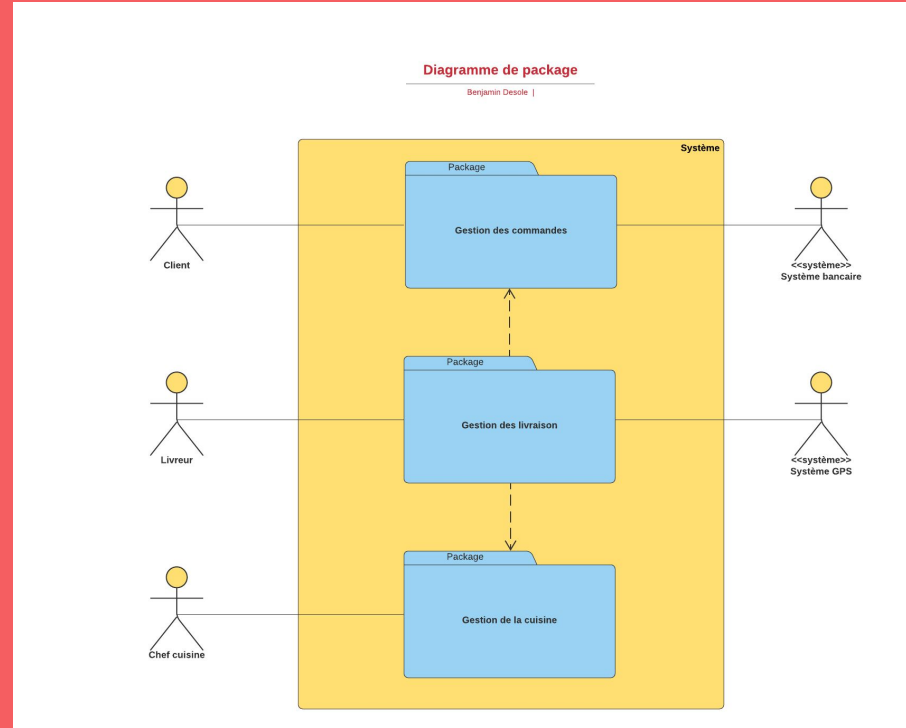 Diagramme de package
Benjamin Desole |
Système
Package
Gestion des commandes
Client
<<système>>
Système bancaire
Package
Gestion des livraison
Livreur
<<système>>
Système GPS
Package
Gestion de la cuisine
Chef cuisine